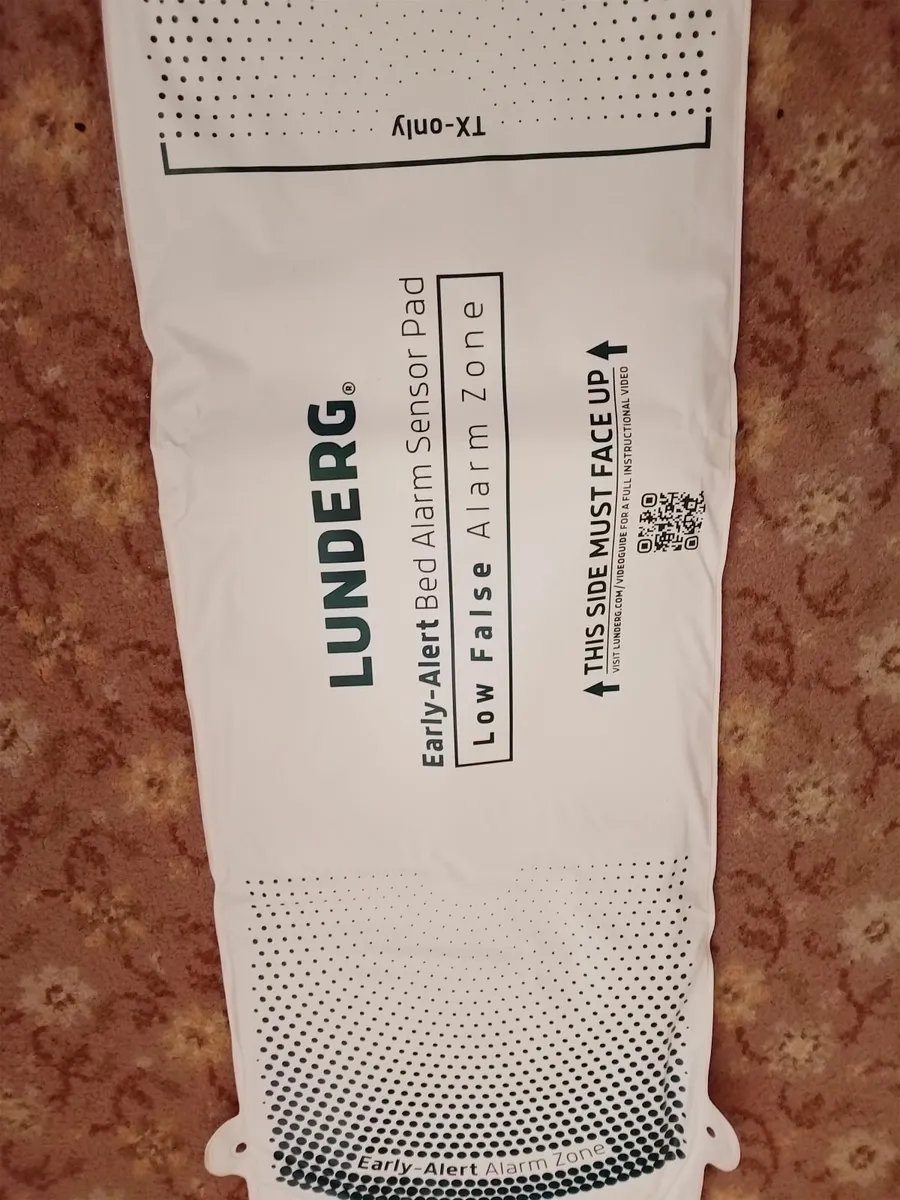 TX-only
LUNDERG®
Early-Alert Bed Alarm Sensor Pad
Low False Alarm Zone
THIS SIDE MUST FACE UP
VISIT LUNDERG.COM/VIDEOGUIDE FOR A FULL INSTRUCTIONAL VIDEO
Early-Alert Alarm Zone